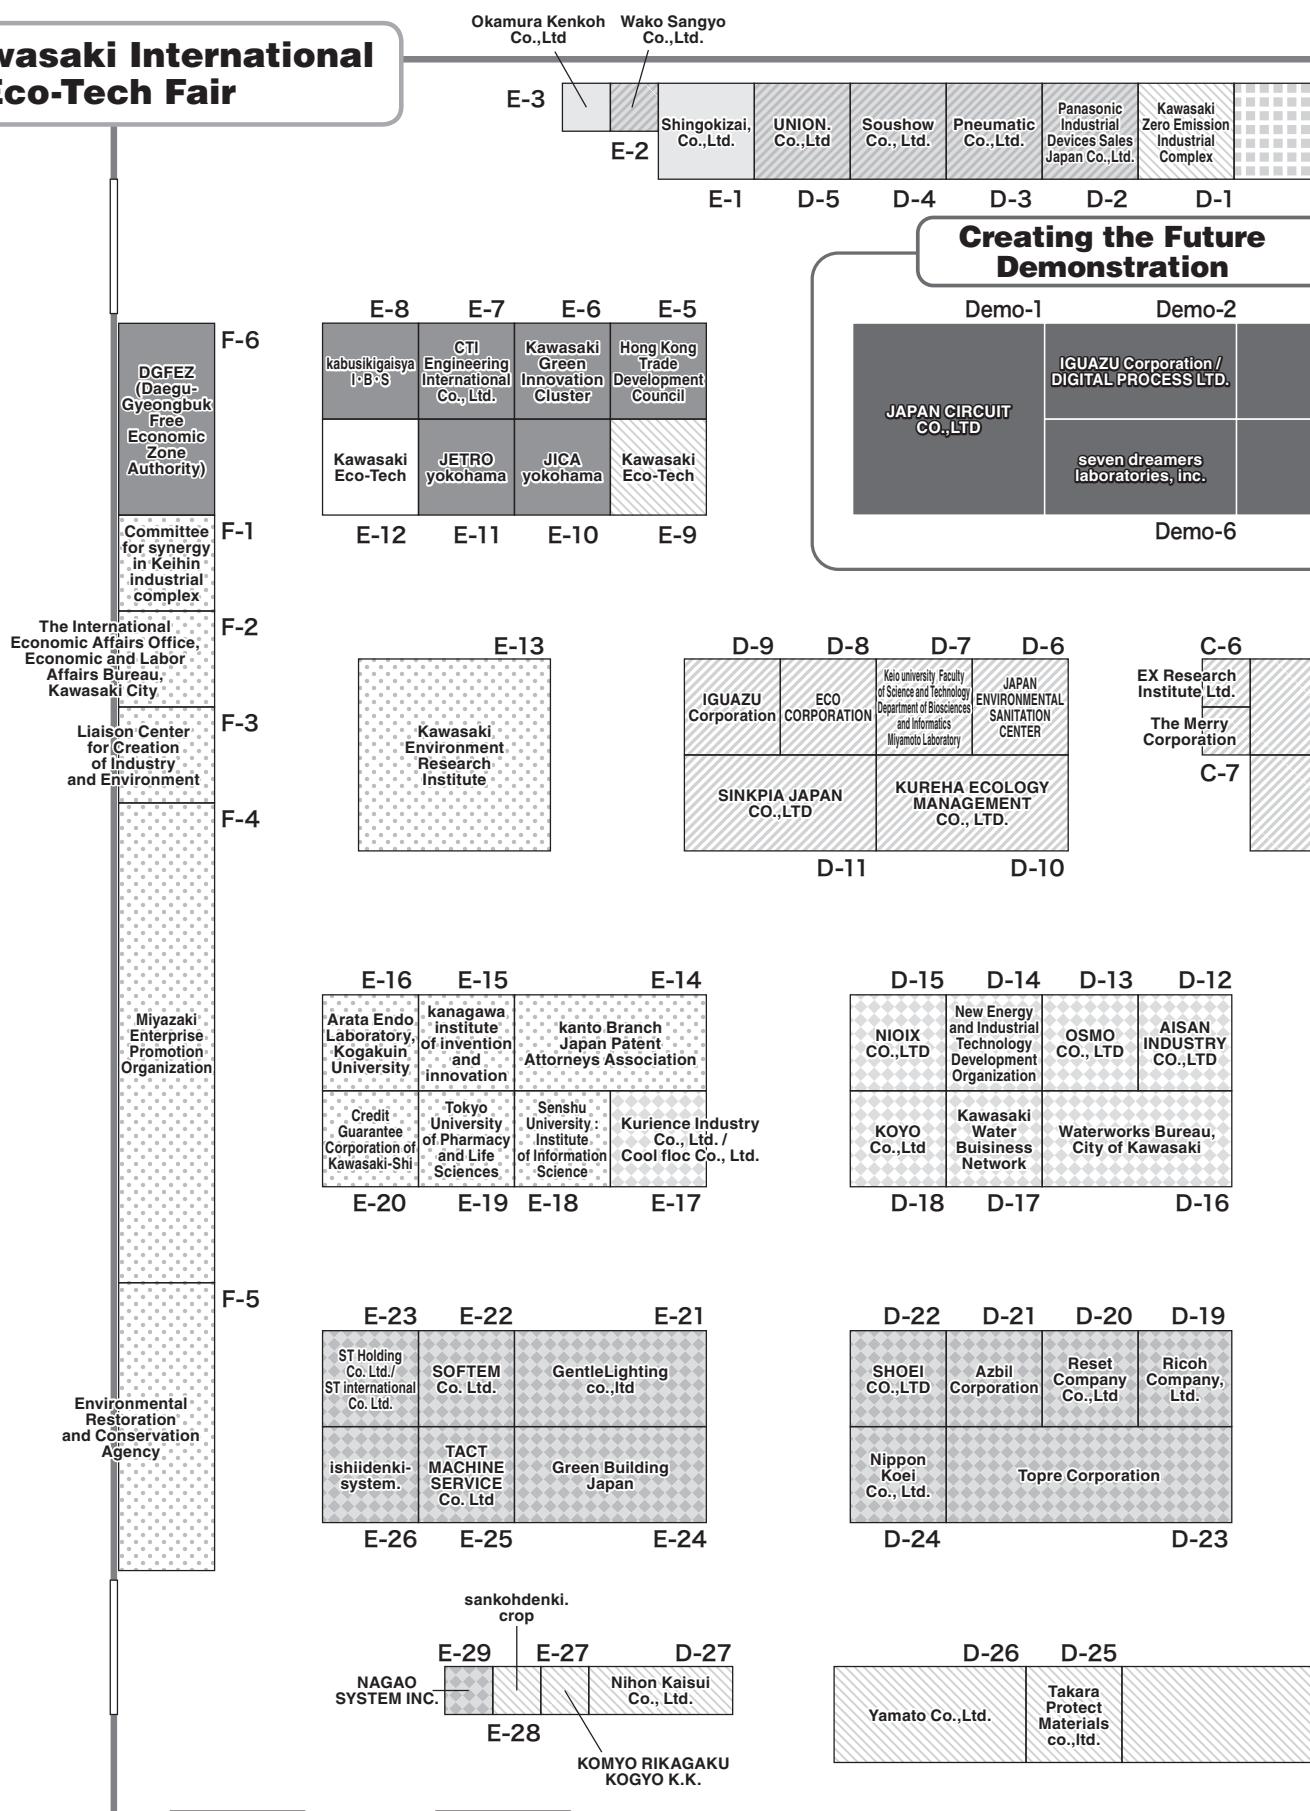 wasaki International
Eco-Tech Fair
Okamura Kenkoh
Co.,Ltd
Wako Sangyo
Co.,Ltd.
E-3
E-2
Shingokizai,
Co.,Ltd.
UNION.
Co.,Ltd
Soushow
Co., Ltd.
Pneumatic
Co.,Ltd.
Panasonic
Industrial
Devices Sales
Japan Co.,Ltd.
Kawasaki
Zero Emission
Industrial
Complex
E-1
D-5
D-4
D-3
D-2
D-1
Creating the Future
Demonstration
Demo-1
Demo-2
JAPAN CIRCUIT
CO.,LTD
IGUAZU Corporation /
DIGITAL PROCESS LTD.
seven dreamers
laboratories, inc.
Demo-6
F-6
DGFEZ
(Daegu-
Gyeongbuk
Free
Economic
Zone
Authority)
E-8
E-7
E-6
E-5
kabusikigaisya
I・B・S
CTI
Engineering
International
Co., Ltd.
Kawasaki
Green
Innovation
Cluster
Hong Kong
Trade
Development
Council
Kawasaki
Eco-Tech
JETRO
yokohama
JICA
yokohama
Kawasaki
Eco-Tech
E-12
E-11
E-10
E-9
F-1
Committee
for synergy
in Keihin
industrial
complex
F-2
The International
Economic Affairs Office,
Economic and Labor
Affairs Bureau,
Kawasaki City
F-3
Liaison Center
for Creation
of Industry
and Environment
F-4
Miyazaki
Enterprise
Promotion
Organization
F-5
Environmental
Restoration
and Conservation
Agency
E-13
Kawasaki
Environment
Research
Institute
D-9
D-8
D-7
D-6
IGUAZU
Corporation
ECO
CORPORATION
Keio university Faculty
of Science and Technology
Department of Biosciences
and Informatics
Miyamoto Laboratory
JAPAN
ENVIRONMENTAL
SANITATION
CENTER
SINKPIA JAPAN
CO.,LTD
KUREHA ECOLOGY
MANAGEMENT
CO., LTD.
D-11
D-10
C-6
EX Research
Institute Ltd.
The Merry
Corporation
C-7
E-16
E-15
E-14
Arata Endo
Laboratory,
Kogakuin
University
kanagawa
institute
of invention
and
innovation
kanto Branch
Japan Patent
Attorneys Association
Credit
Guarantee
Corporation of
Kawasaki-Shi
Tokyo
University
of Pharmacy
and Life
Sciences
Senshu
University :
Institute
of Information
Science
Kurience Industry
Co., Ltd. /
Cool floc Co., Ltd.
E-20
E-19
E-18
E-17
D-15
D-14
D-13
D-12
NIOIX
CO.,LTD
New Energy
and Industrial
Technology
Development
Organization
OSMO
CO., LTD
AISAN
INDUSTRY
CO.,LTD
KOYO
Co.,Ltd
Kawasaki
Water
Buisiness
Network
Waterworks Bureau,
City of Kawasaki
D-18
D-17
D-16
E-23
E-22
E-21
ST Holding
Co. Ltd./
ST international
Co. Ltd.
SOFTEM
Co. Ltd.
GentleLighting
co.,ltd
ishiidenki-
system.
TACT
MACHINE
SERVICE
Co. Ltd
Green Building
Japan
E-26
E-25
E-24
D-22
D-21
D-20
D-19
SHOEI
CO.,LTD
Azbil
Corporation
Reset
Company
Co.,Ltd
Ricoh
Company,
Ltd.
Nippon
Koei
Co., Ltd.
Topre Corporation
D-24
D-23
sankohdenki.
crop
E-29
E-27
D-27
NAGAO
SYSTEM INC.
Nihon Kaisui
Co., Ltd.
E-28
KOMYO RIKAGAKU
KOGYO K.K.
D-26
D-25
Yamato Co.,Ltd.
Takara
Protect
Materials
co.,ltd.